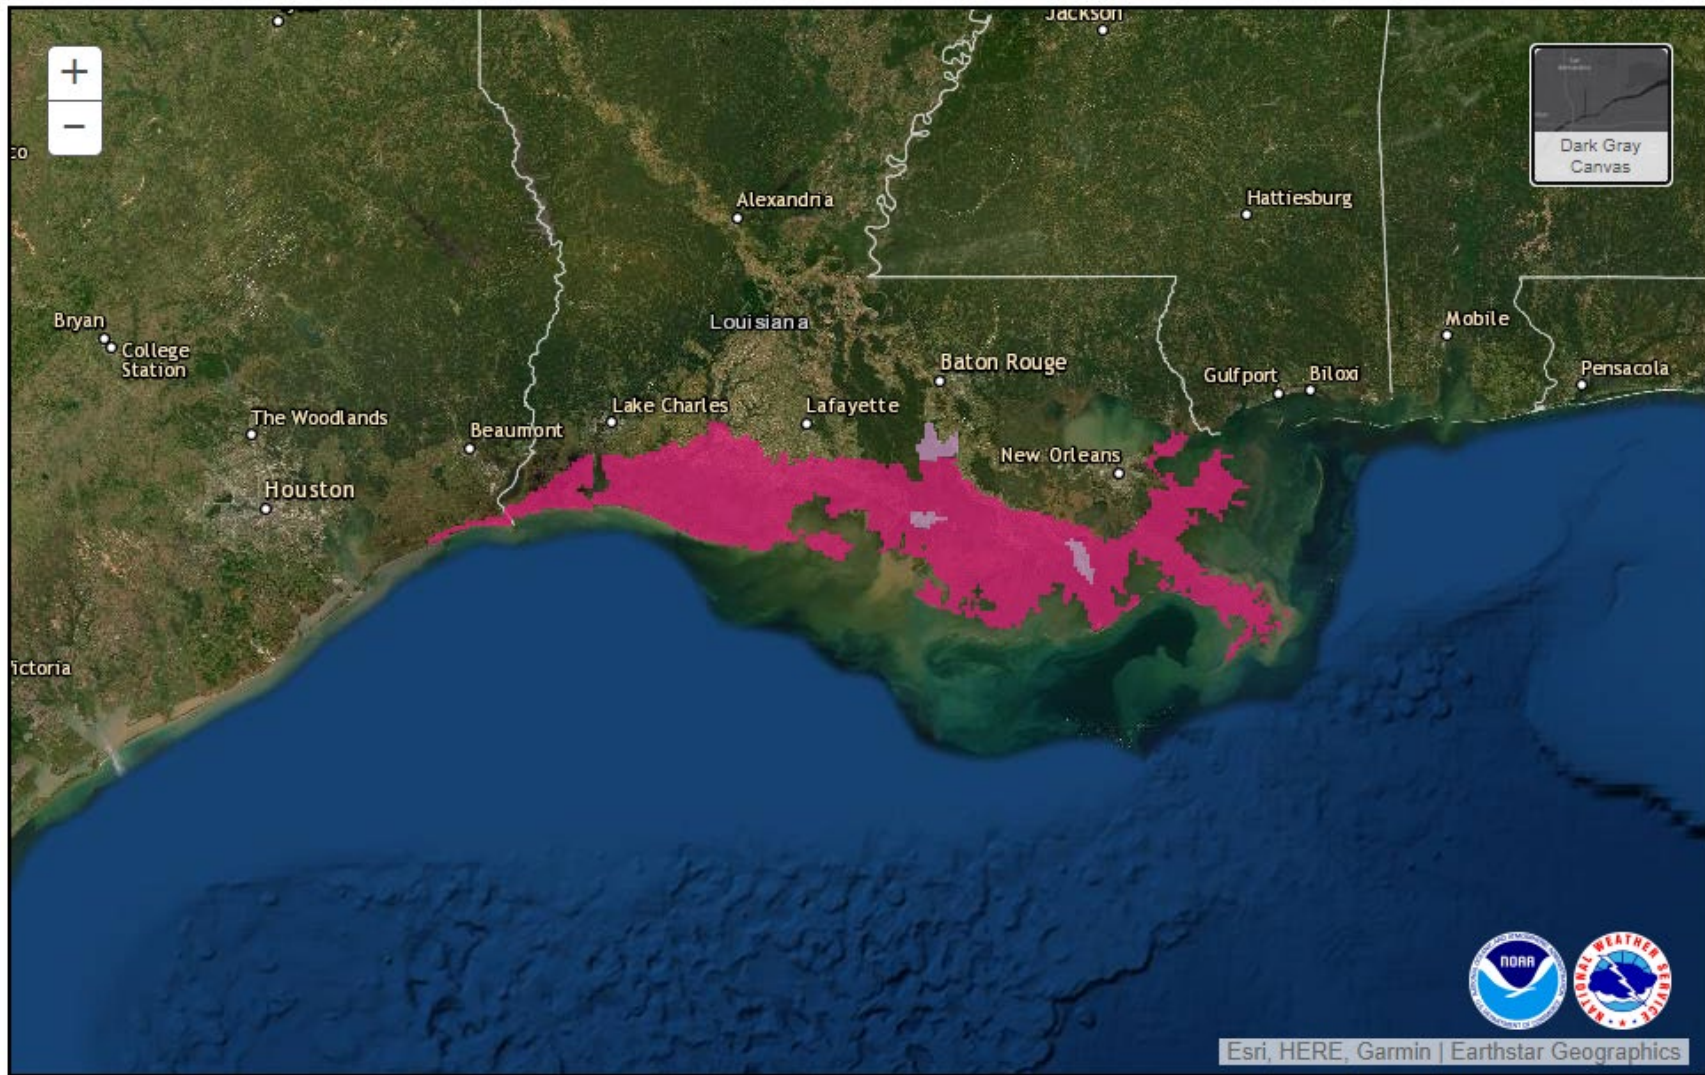 Jackson
+
−
Dark Gray
Canvas
co
Alexandria
Hattiesburg
Louisiana
Bryan
College
Station
Mobile
Baton Rouge
Gulfport
Biloxi
Pensacola
The Woodlands
Lake Charles
Lafayette
Beaumont
New Orleans
Houston
ictoria
NOAA
NATIONAL WEATHER SERVICE
Esri, HERE, Garmin | Earthstar Geographics